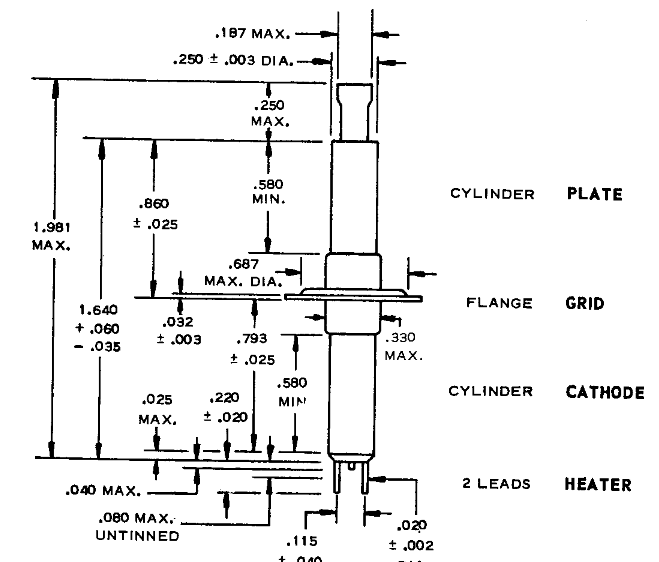 .187 MAX.
.250 ± .003 DIA.
.250
MAX.
.580
MIN.
CYLINDER PLATE
.860
± .025
1.981
MAX.
.687
MAX. DIA.
FLANGE GRID
1.640
+ .060
- .035
.032
± .003
.793
± .025
.330
MAX.
.580
MIN
CYLINDER CATHODE
.025
MAX.
.220
± .020
2 LEADS HEATER
.040 MAX.
.080 MAX.
UNTINNED
.115
± .040
.020
± .002